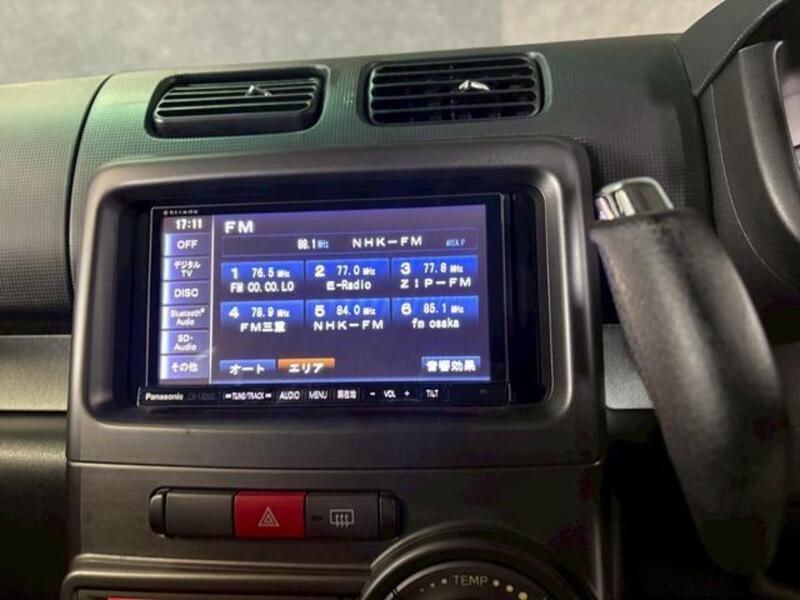 Strada
17:11
FM
OFF
88.1 MHz NHK-FM AREA P
デジタルTV
1 76.5 MHz FM CO.CO.LO
2 77.0 MHz E-Radio
3 77.8 MHz ZIP-FM
DISC
Bluetooth® Audio
4 78.9 MHz FM三重
5 84.0 MHz NHK-FM
6 85.1 MHz fm osaka
SD-Audio
その他
オート エリア 音響効果
Panasonic TUNE/TRACK AUDIO MENU 現在地 - VOL + TILT
TEMP